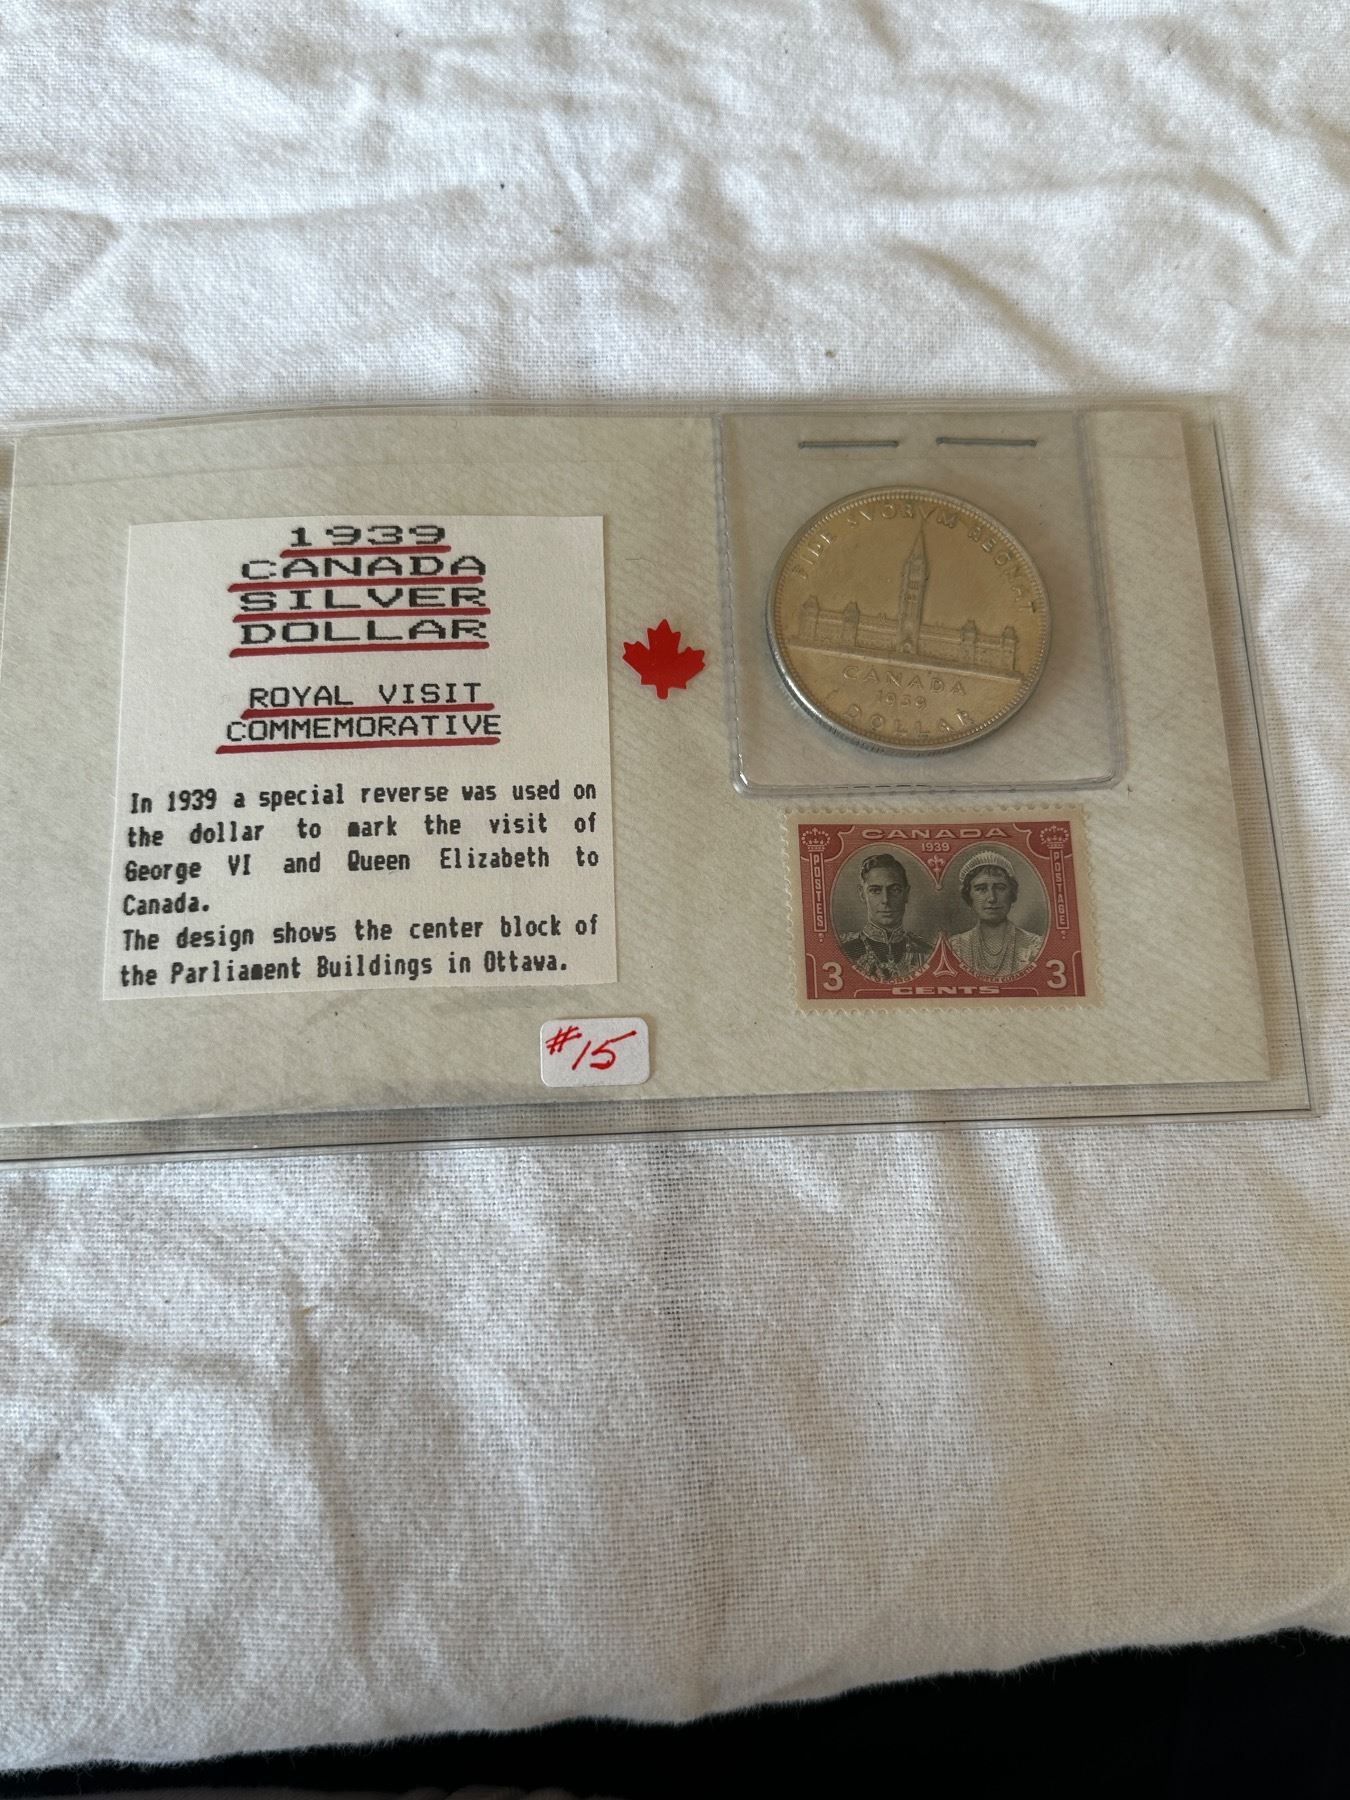 1939
CANADA
SILVER
DOLLAR
ROYAL VISIT
COMMEMORATIVE
In 1939 a special reverse was used on
the dollar to mark the visit of
George VI and Queen Elizabeth to
Canada.
The design shows the center block of
the Parliament Buildings in Ottawa.
#15
FIDE SVORVM REGNAT
CANADA
1939
DOLLAR
CANADA
1939
POSTES
POSTAGE
3 CENTS 3